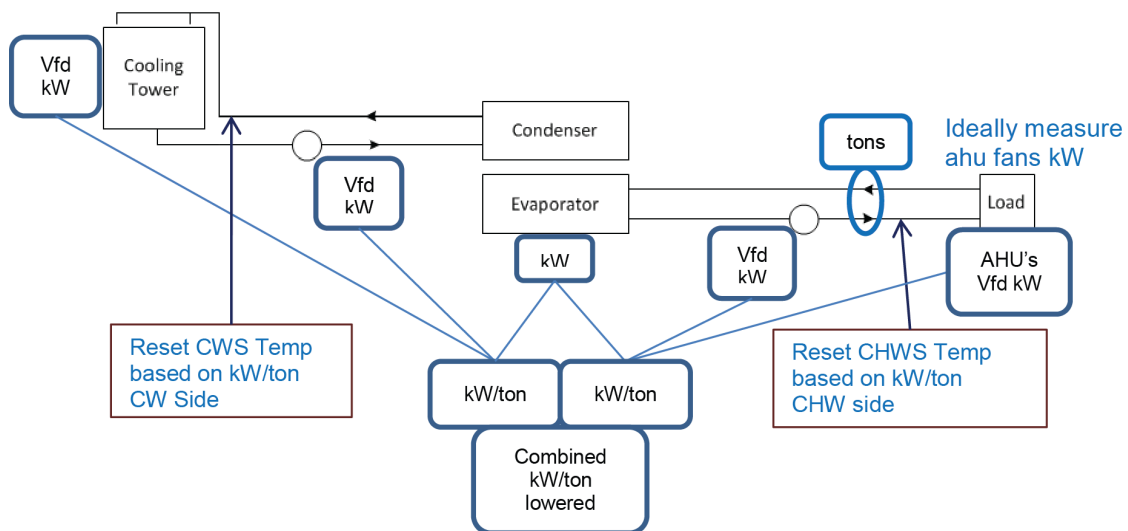 Vfd
kW
Cooling
Tower
Condenser
tons
Ideally measure
ahu fans kW
Vfd
kW
Evaporator
Load
kW
Vfd
kW
AHU's
Vfd kW
Reset CWS Temp
based on kW/ton
CW Side
Reset CHWS Temp
based on kW/ton
CHW side
kW/ton
kW/ton
Combined
kW/ton
lowered